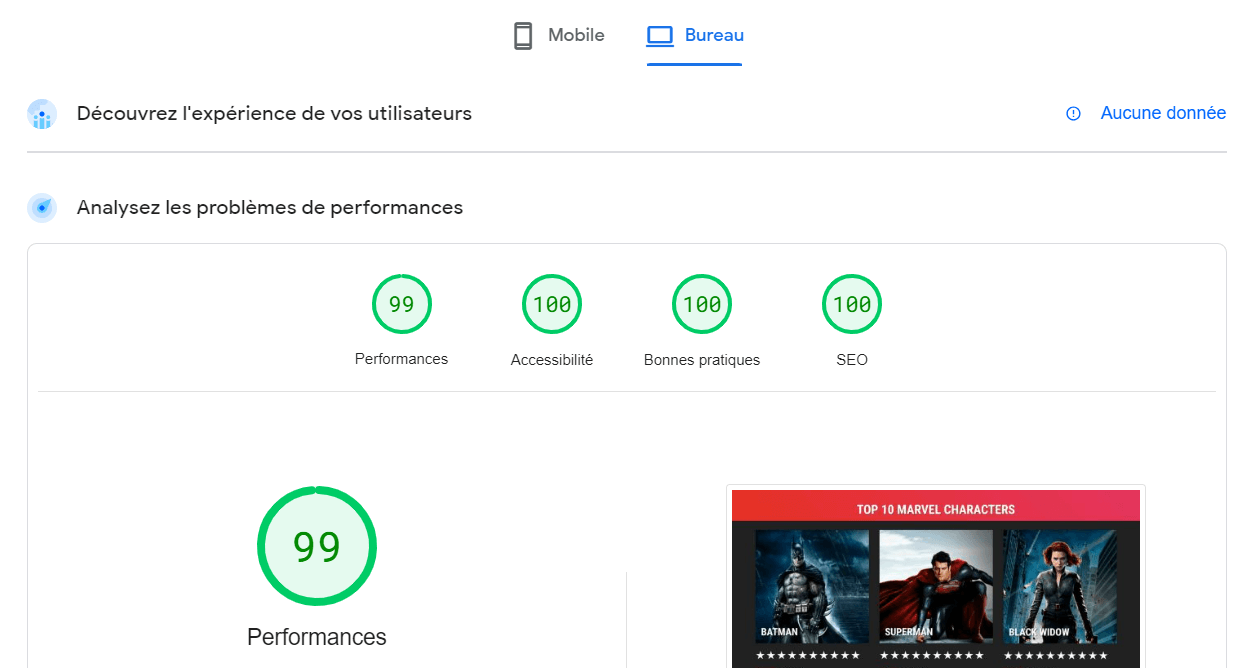 Mobile
Bureau
Découvrez l'expérience de vos utilisateurs
Aucune donnée
Analysez les problèmes de performances
99
100
100
100
Performances
Accessibilité
Bonnes pratiques
SEO
99
Performances
TOP 10 MARVEL CHARACTERS
BATMAN
SUPERMAN
BLACK WIDOW